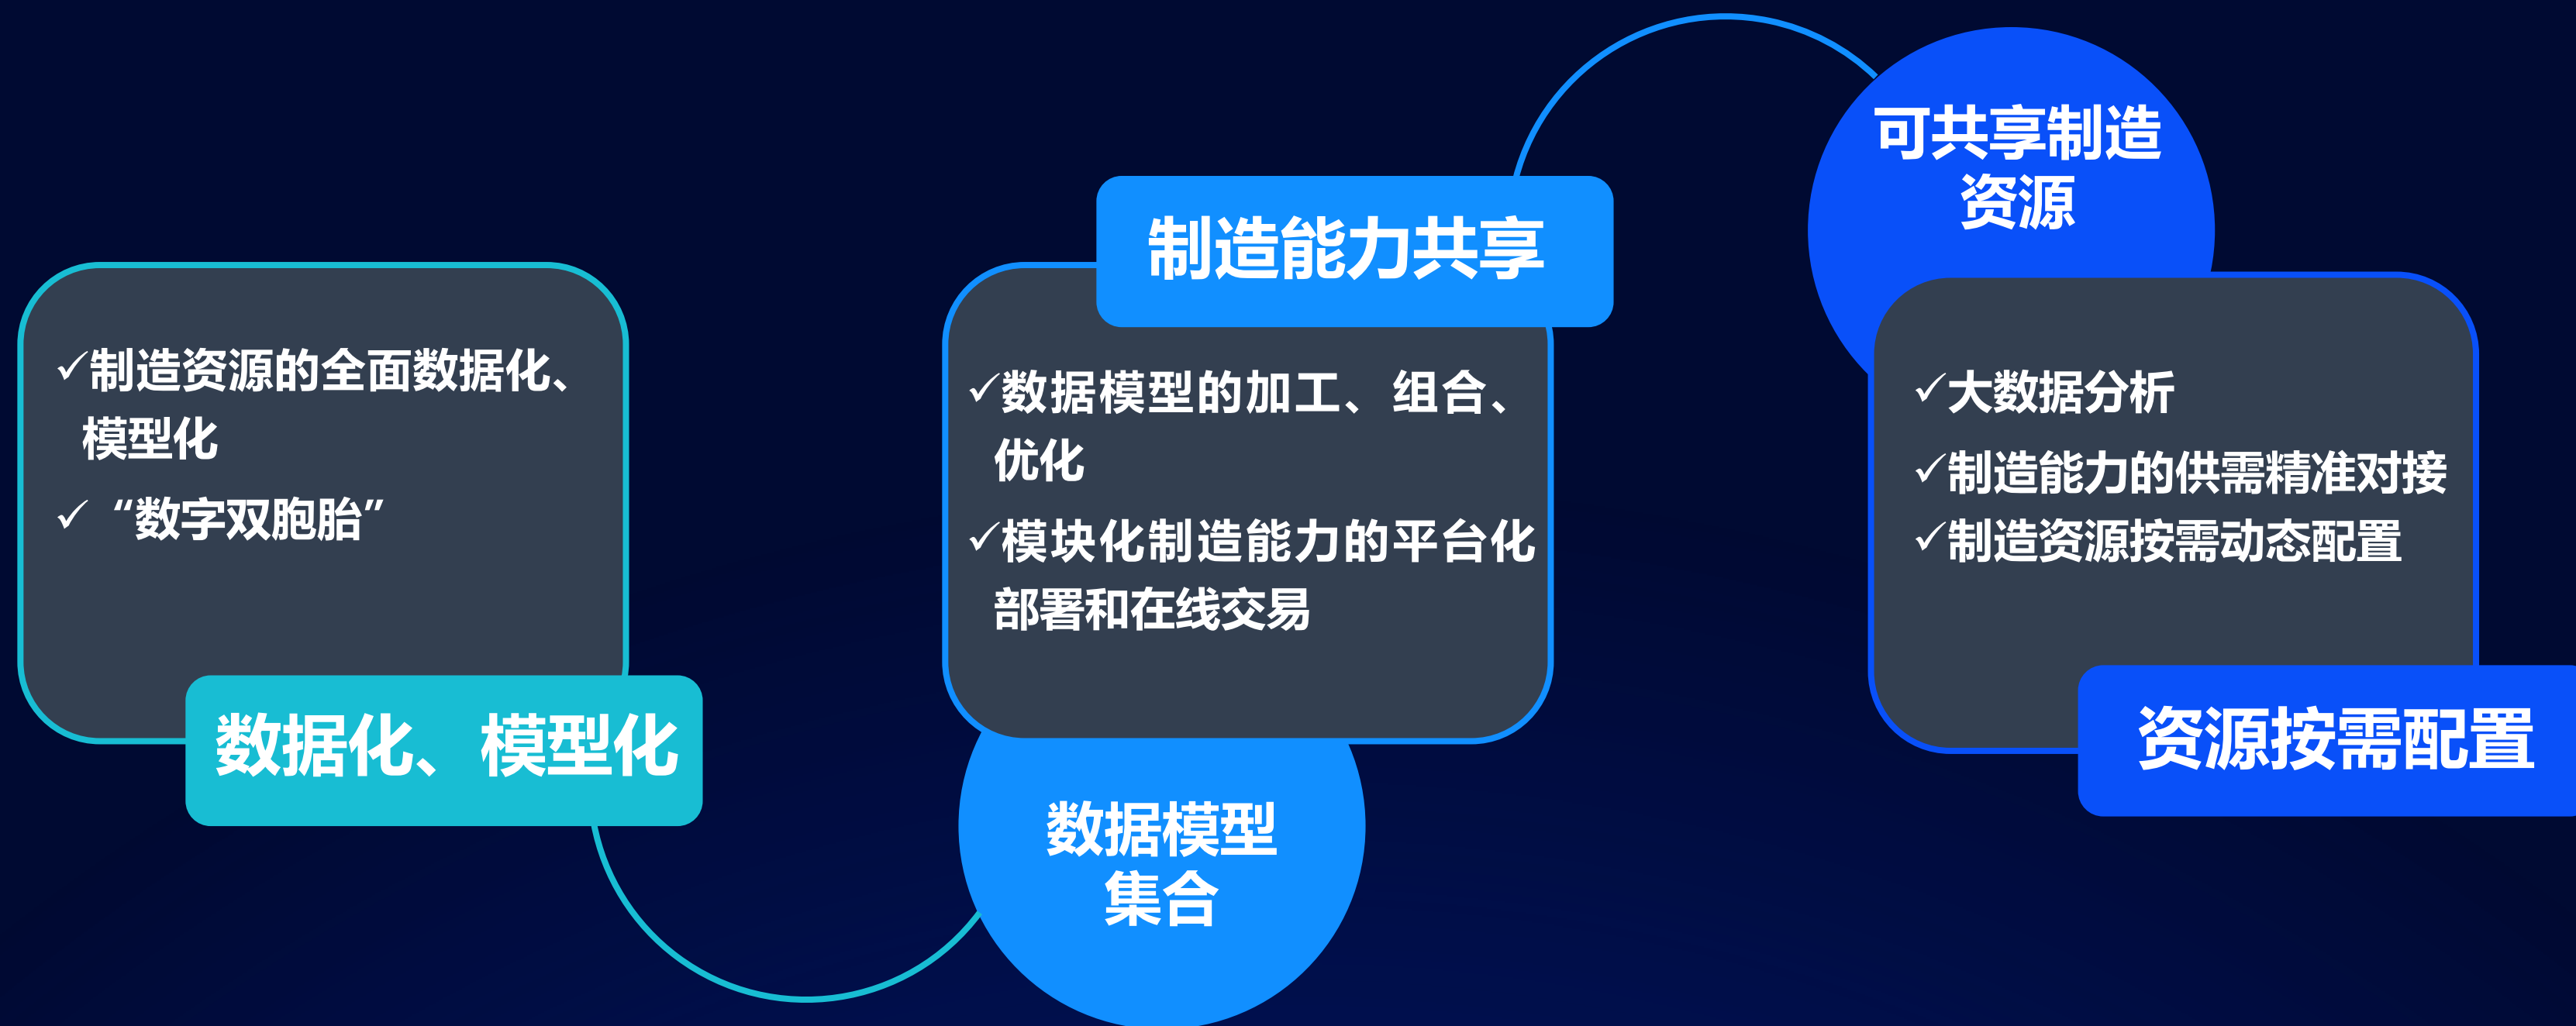 ✓制造资源的全面数据化、
模型化
✓ “数字双胞胎”
数据化、模型化
制造能力共享
✓数据模型的加工、组合、
优化
✓模块化制造能力的平台化
部署和在线交易
数据模型
集合
可共享制造
资源
✓大数据分析
✓制造能力的供需精准对接
✓制造资源按需动态配置
资源按需配置